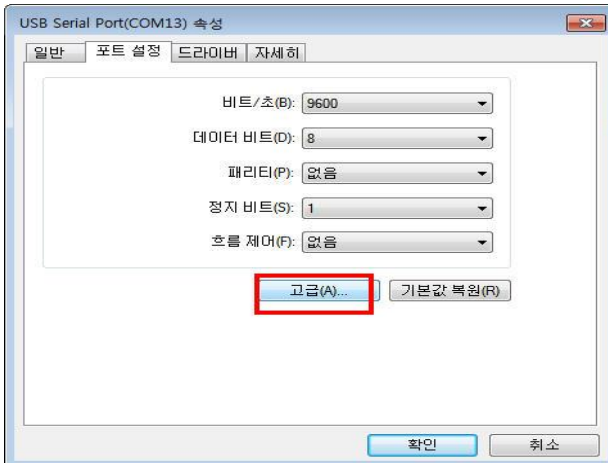 USB Serial Port(COM13) 속성
일반 포트 설정 드라이버 자세히
비트/초(B): 9600
데이터 비트(D): 8
패리티(P): 없음
정지 비트(S): 1
흐름 제어(F): 없음
고급(A)... 기본값 복원(R)
확인 취소